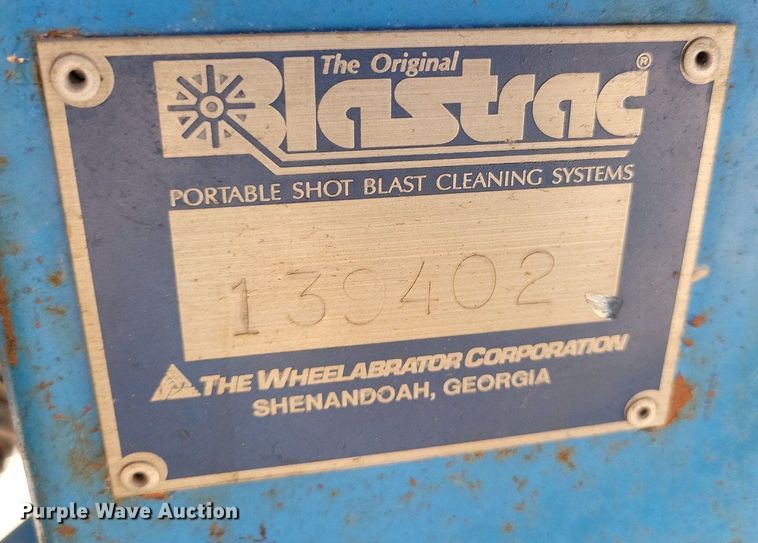 The Original
Blastrac®
PORTABLE SHOT BLAST CLEANING SYSTEMS
139402
THE WHEELABRATOR CORPORATION
SHENANDOAH, GEORGIA
Purple Wave Auction